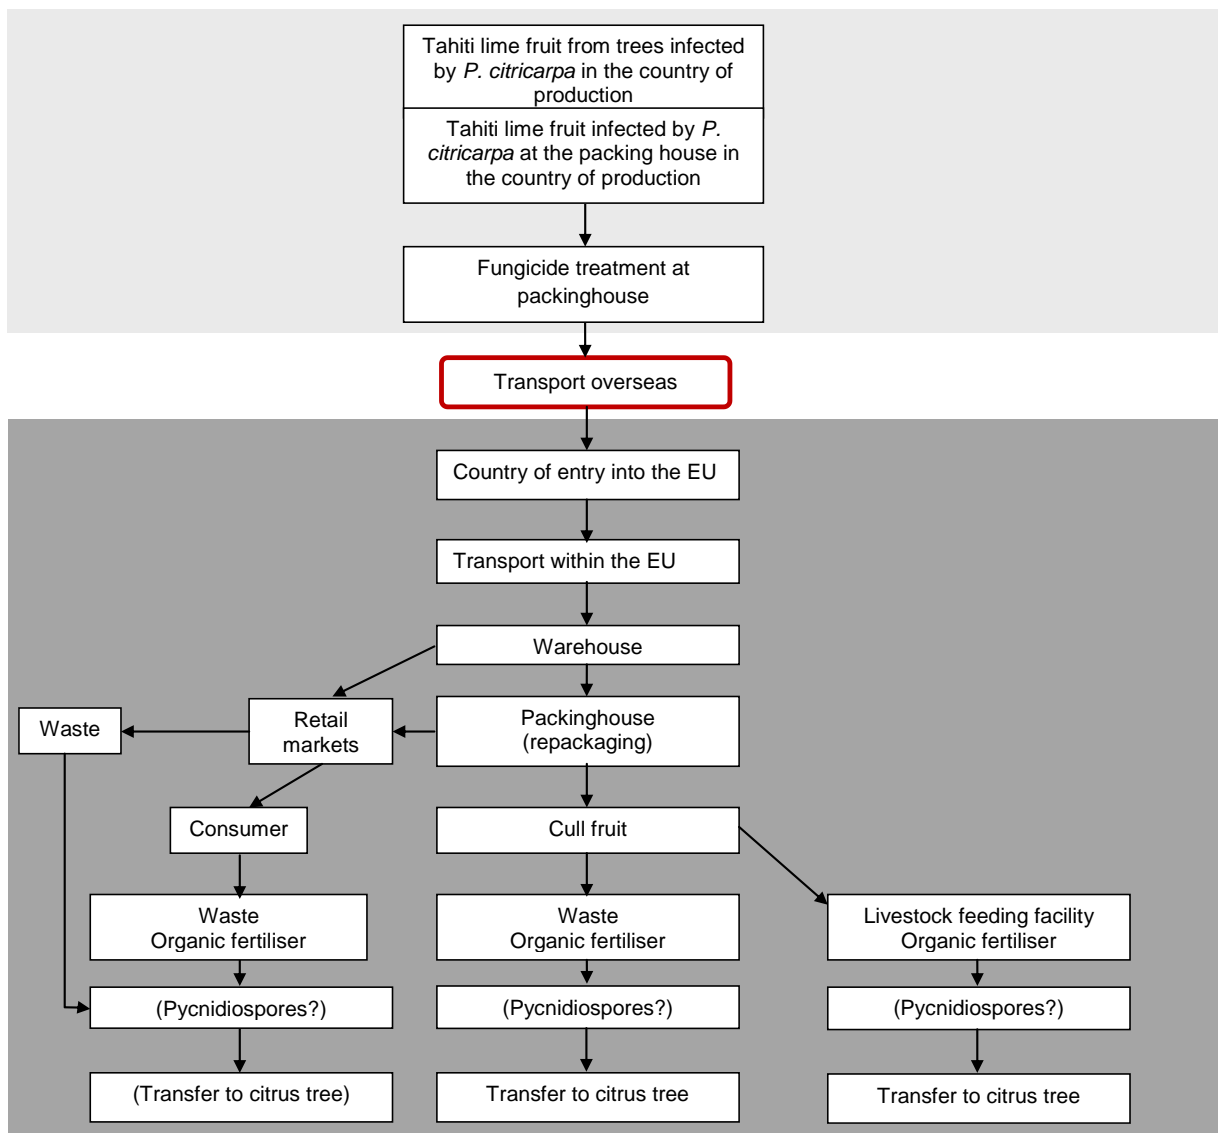 Tahiti lime fruit from trees infected
by P. citricarpa in the country of
production
Tahiti lime fruit infected by P.
citricarpa at the packing house in
the country of production
Fungicide treatment at
packinghouse
Transport overseas
Country of entry into the EU
Transport within the EU
Warehouse
Waste
Retail
markets
Packinghouse
(repackaging)
Consumer
Cull fruit
Waste
Organic fertiliser
Waste
Organic fertiliser
Livestock feeding facility
Organic fertiliser
(Pycnidiospores?)
(Pycnidiospores?)
(Pycnidiospores?)
(Transfer to citrus tree)
Transfer to citrus tree
Transfer to citrus tree